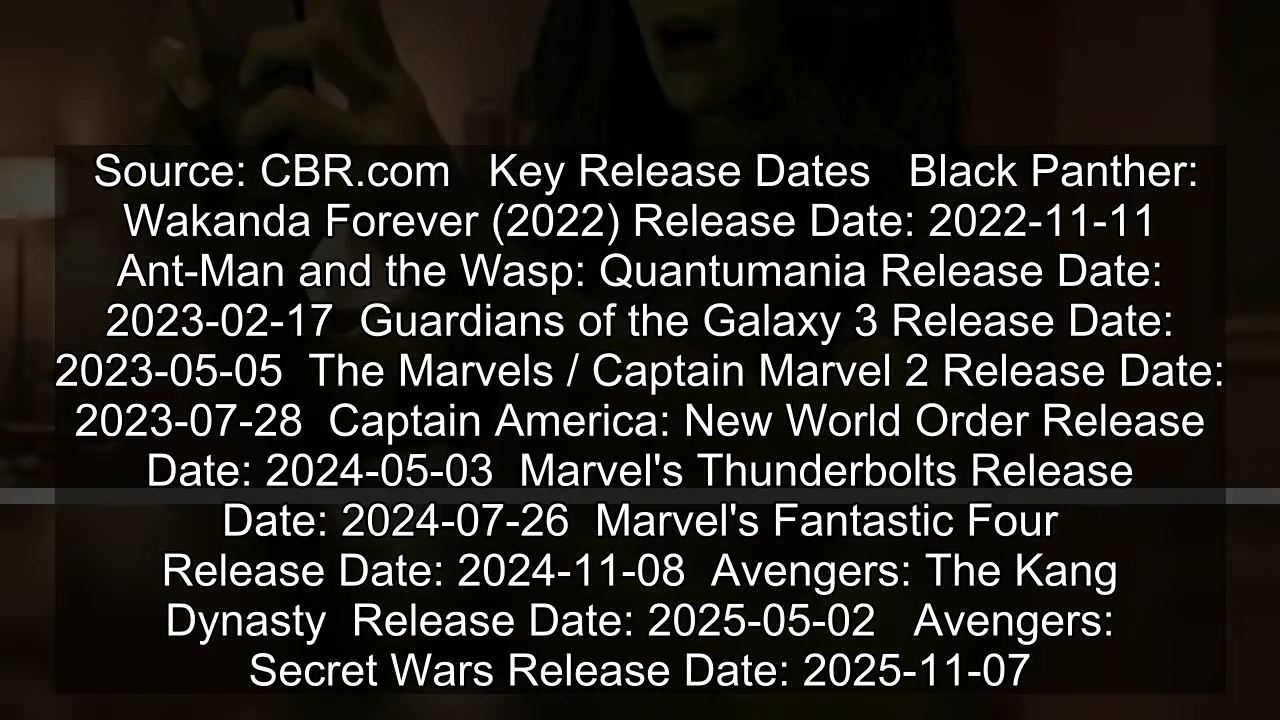 Source: CBR.com   Key Release Dates   Black Panther:
Wakanda Forever (2022) Release Date: 2022-11-11
Ant-Man and the Wasp: Quantumania Release Date:
2023-02-17  Guardians of the Galaxy 3 Release Date:
2023-05-05  The Marvels / Captain Marvel 2 Release Date:
2023-07-28  Captain America: New World Order Release
Date: 2024-05-03  Marvel's Thunderbolts Release
Date: 2024-07-26  Marvel's Fantastic Four
Release Date: 2024-11-08  Avengers: The Kang
Dynasty  Release Date: 2025-05-02   Avengers:
Secret Wars Release Date: 2025-11-07